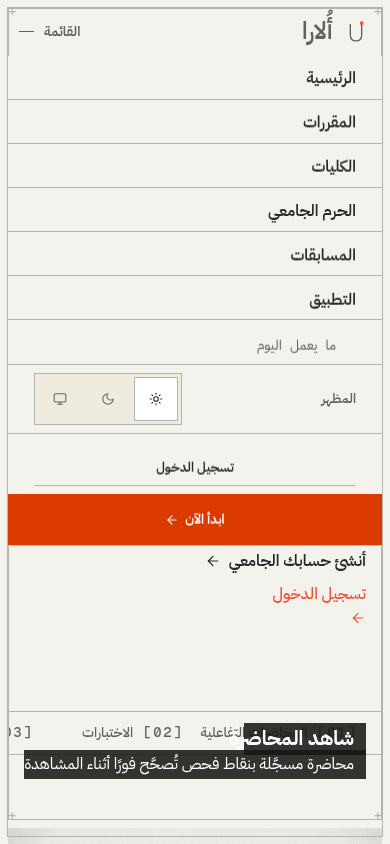 ألارا
القائمة
الرئيسية
المقررات
الكليات
الحرم الجامعي
المسابقات
التطبيق
ما يعمل اليوم
المظهر
تسجيل الدخول
ابدأ الآن ←
أنشئ حسابك الجامعي ←
تسجيل الدخول
←
[02] الاختبارات
شاهد المحاضرة
محاضرة مسجَّلة بنقاط فحص تُصحَّح فورًا أثناء المشاهدة